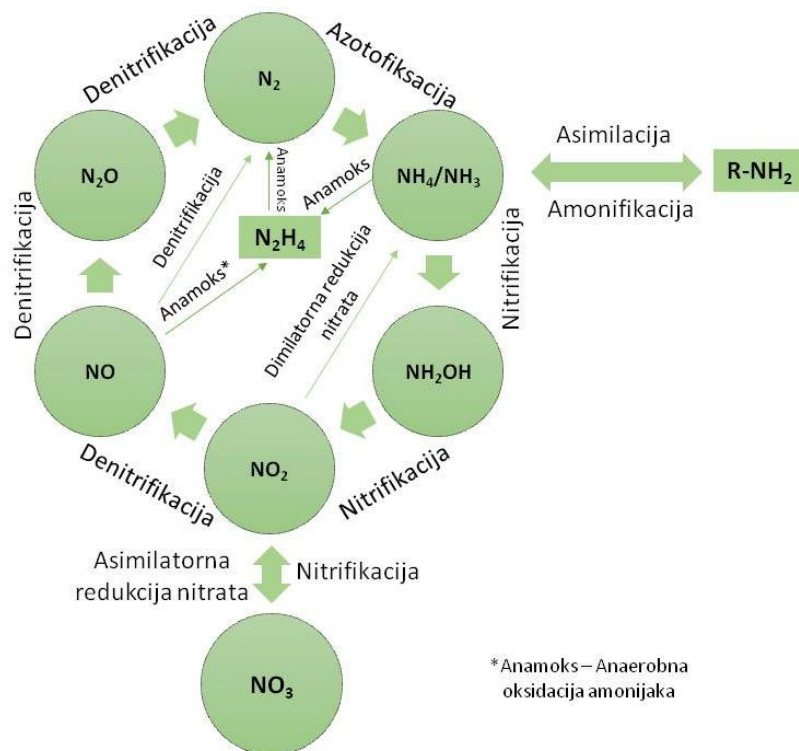 Denitrifikacija
N₂
Azotofiksacija
N₂O
Denitrifikacija
Anamoks
Anamoks
NH₄/NH₃
Asimilacija
Amonifikacija
R-NH₂
N₂H₄
Denitrifikacija
Anamoks*
Dimilatorna redukcija
nitrata
Nitrifikacija
NO
NH₂OH
NO₂
Denitrifikacija
Nitrifikacija
Asimilatorna
redukcija nitrata
Nitrifikacija
NO₃
*Anamoks – Anaerobna
oksidacija amonijaka